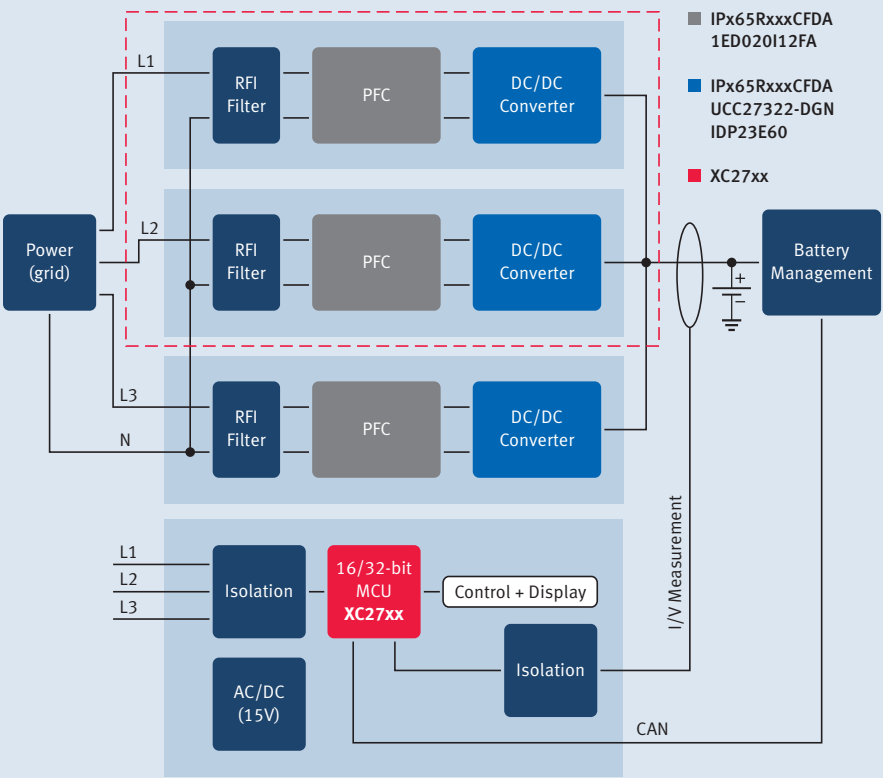 IPx65RxxxCFDA
1ED020I12FA
IPx65RxxxCFDA
UCC27322-DGN
IDP23E60
XC27xx
L1
RFI
Filter
PFC
DC/DC
Converter
Power
(grid)
L2
RFI
Filter
PFC
DC/DC
Converter
+
−
Battery
Management
L3
N
RFI
Filter
PFC
DC/DC
Converter
I/V Measurement
L1
L2
L3
Isolation
16/32-bit
MCU
XC27xx
Control + Display
Isolation
AC/DC
(15V)
CAN